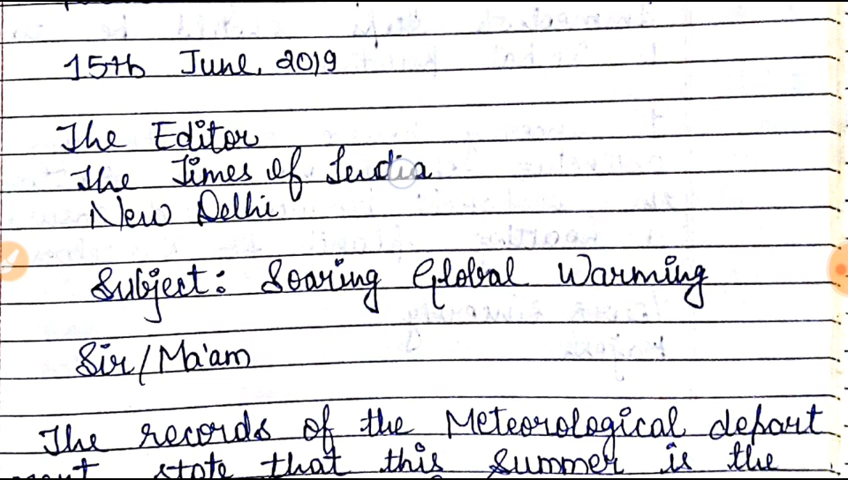 15th June, 2019
The Editor
The Times of India
New Delhi
Subject: Soaring Global Warming
Sir/Ma'am
The records of the Meteorological depart
ment state that this summer is the